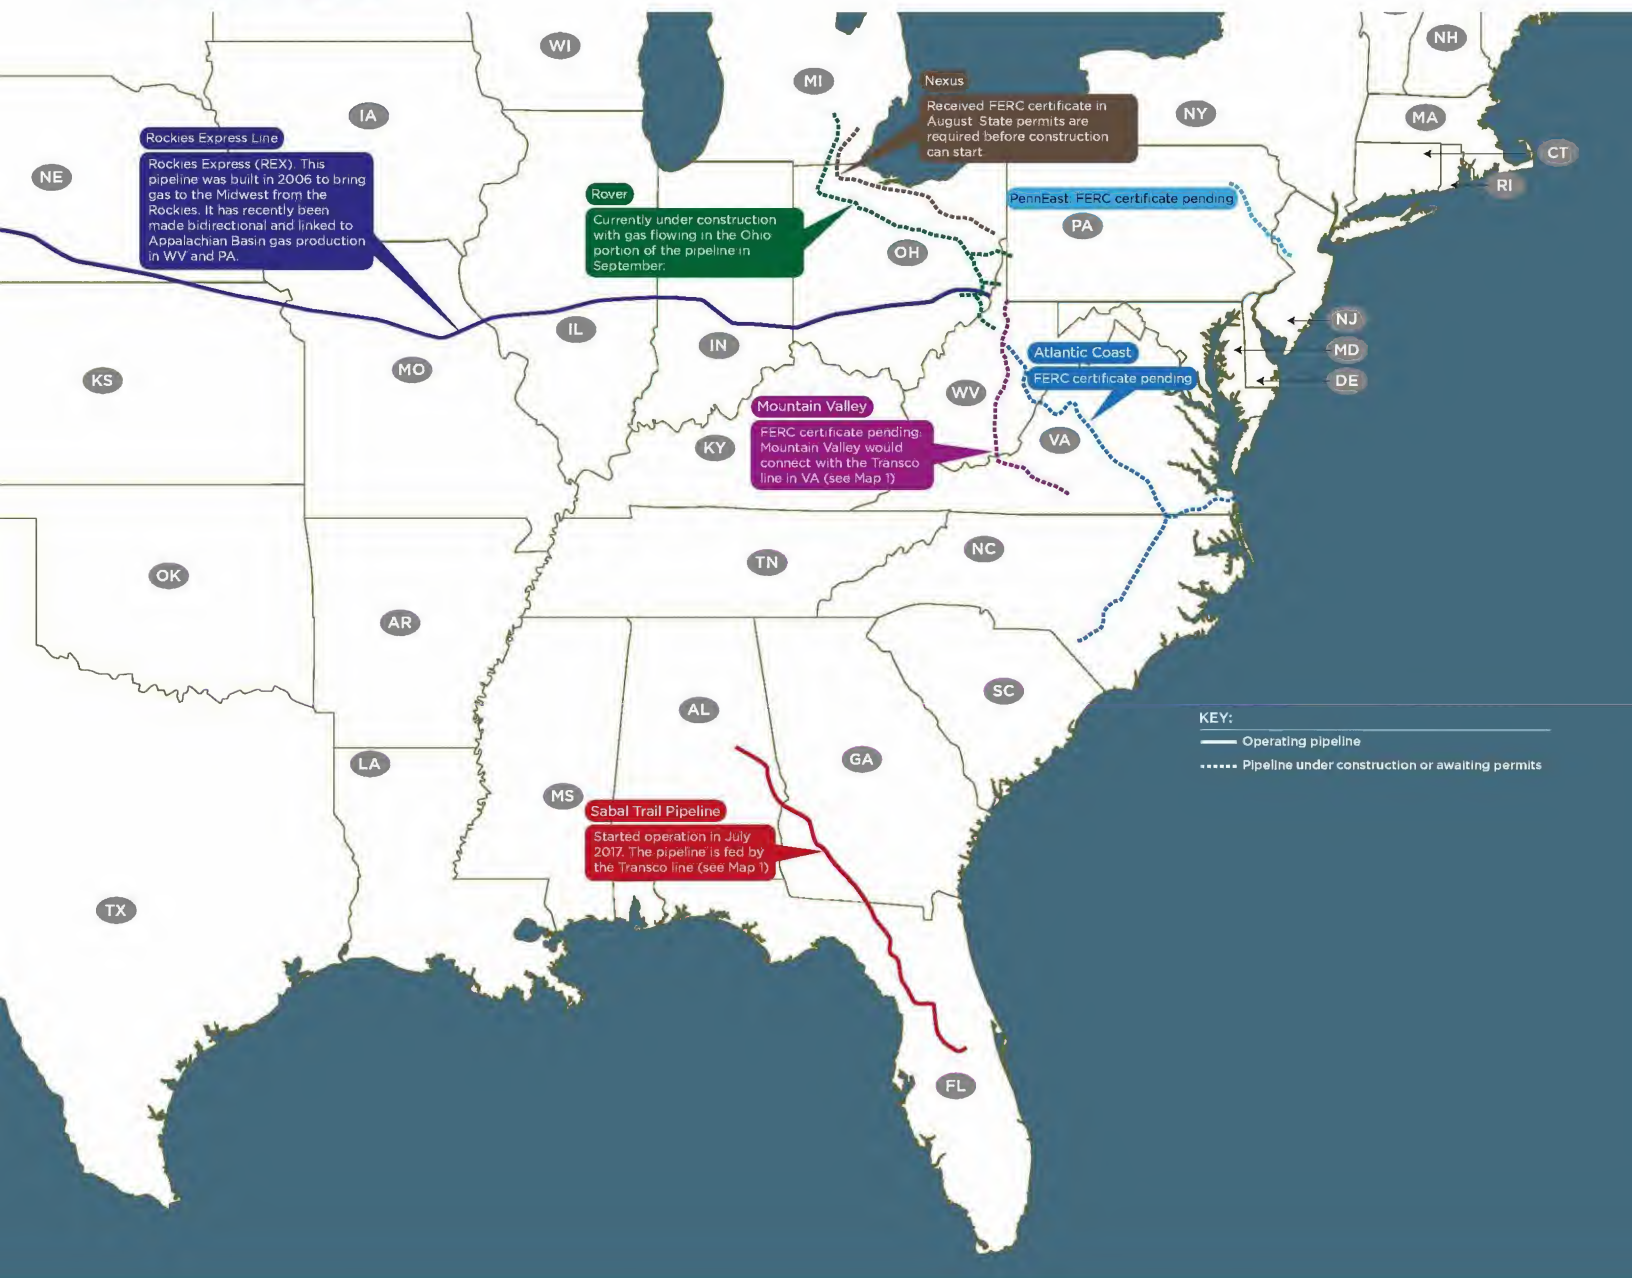 NH
WI
MI
Nexus
Received FERC certificate in
August State permits are
required before construction
can start.
NY
MA
IA
CT
Rockies Express Line
Rockies Express (REX). This
pipeline was built in 2006 to bring
gas to the Midwest from the
Rockies. It has recently been
made bidirectional and linked to
Appalachian Basin gas production
in WV and PA.
NE
RI
Rover
Currently under construction
with gas flowing in the Ohio
portion of the pipeline in
September.
PennEast: FERC certificate pending
PA
OH
NJ
IL
IN
Atlantic Coast
FERC certificate pending
MD
DE
MO
KS
WV
Mountain Valley
FERC certificate pending;
Mountain Valley would
connect with the Transco
line in VA (see Map 1)
KY
VA
NC
TN
OK
AR
SC
AL
KEY:
Operating pipeline
Pipeline under construction or awaiting permits
GA
LA
MS
Sabal Trail Pipeline
Started operation in July
2017. The pipeline is fed by
the Transco line (see Map 1)
TX
FL